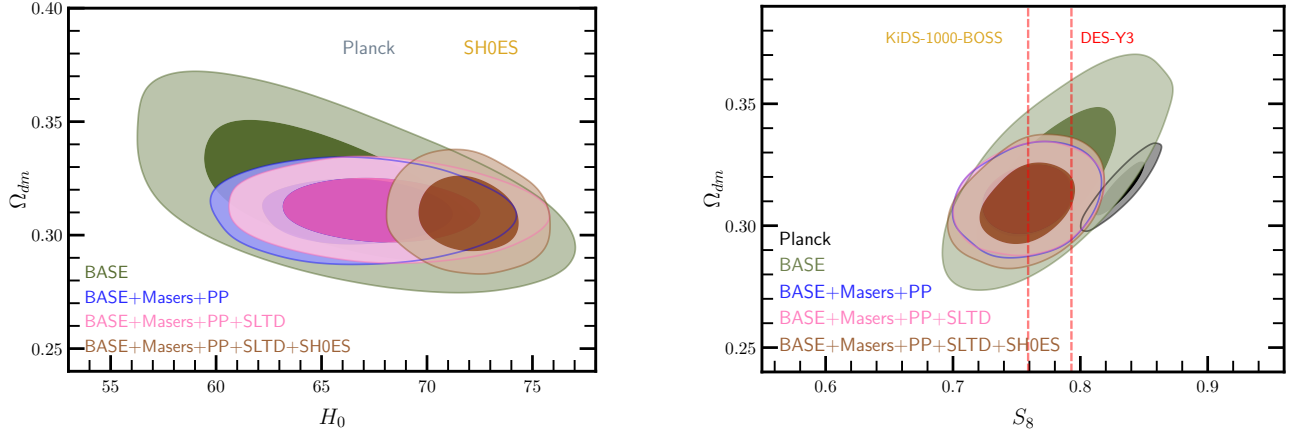 0.40
0.35
0.30
0.25
Ω_dm
Planck
SH0ES
BASE
BASE+Masers+PP
BASE+Masers+PP+SLTD
BASE+Masers+PP+SLTD+SH0ES
55 60 65 70 75
H_0
0.40
0.35
0.30
0.25
Ω_dm
KiDS-1000-BOSS
DES-Y3
Planck
BASE
BASE+Masers+PP
BASE+Masers+PP+SLTD
BASE+Masers+PP+SLTD+SH0ES
0.6 0.7 0.8 0.9
S_8